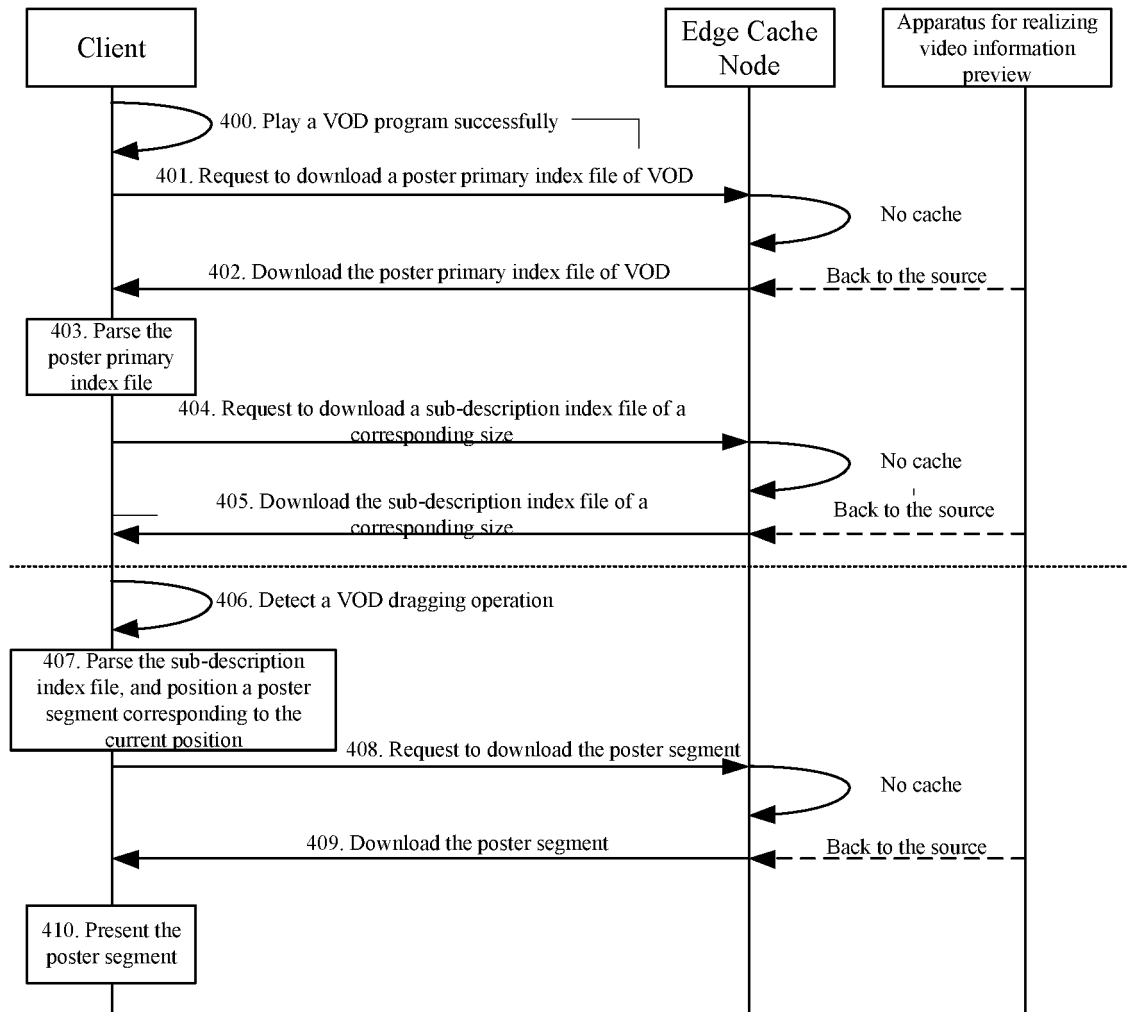 Client
Edge Cache
Node
Apparatus for realizing
video information
preview
400. Play a VOD program successfully
401. Request to download a poster primary index file of VOD
No cache
402. Download the poster primary index file of VOD
Back to the source
403. Parse the
poster primary
index file
404. Request to download a sub-description index file of a
corresponding size
No cache
405. Download the sub-description index file of a
corresponding size
Back to the source
406. Detect a VOD dragging operation
407. Parse the sub-description
index file, and position a poster
segment corresponding to the
current position
408. Request to download the poster segment
No cache
409. Download the poster segment
Back to the source
410. Present the
poster segment